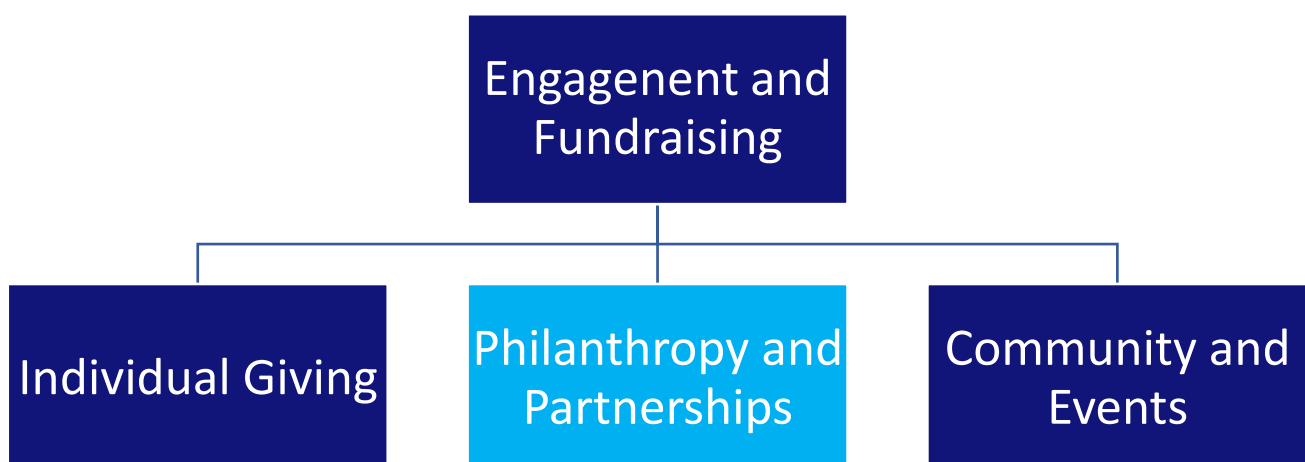 Engagenent and
Fundraising
Individual Giving
Philanthropy and
Partnerships
Community and
Events